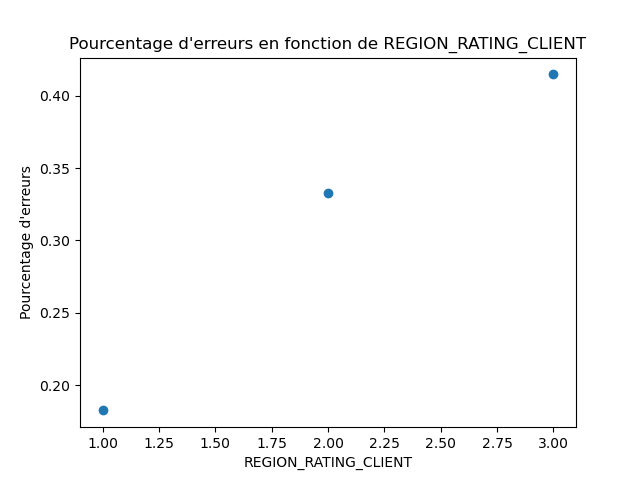 Pourcentage d'erreurs en fonction de REGION_RATING_CLIENT
0.40
0.35
0.30
0.25
0.20
Pourcentage d'erreurs
1.00 1.25 1.50 1.75 2.00 2.25 2.50 2.75 3.00
REGION_RATING_CLIENT